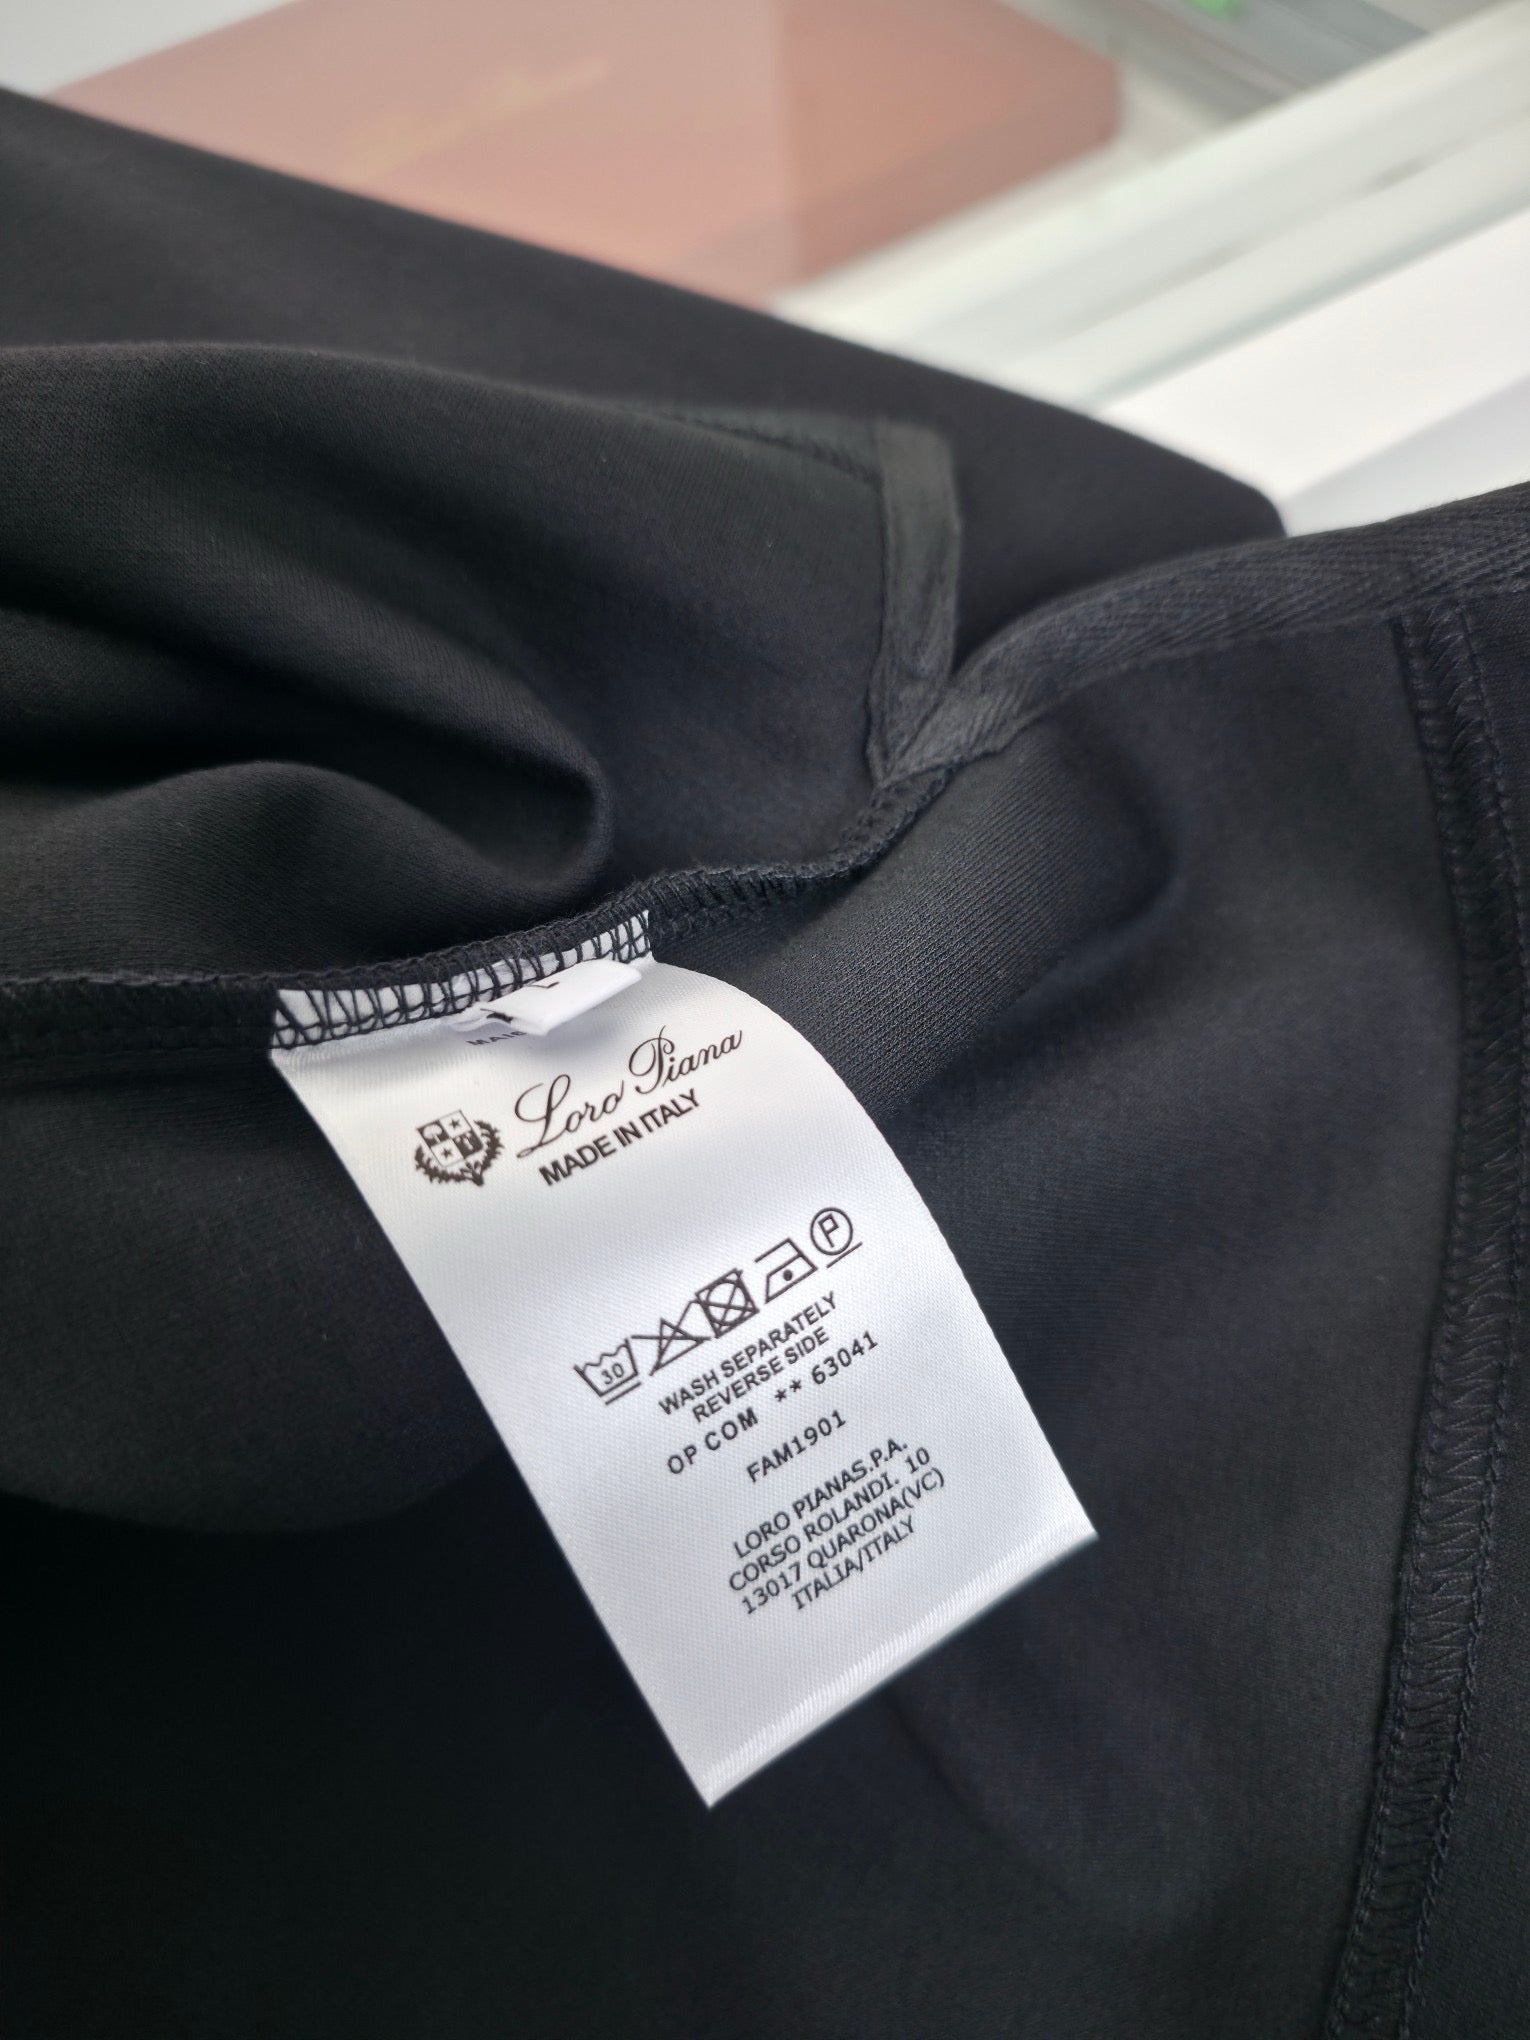 L
Loro Piana
MADE IN ITALY
30
P
WASH SEPARATELY
REVERSE SIDE
OP COM ** 63041
FAM1901
LORO PIANAS.P.A.
CORSO ROLANDI. 10
13017 QUARONA(VC)
ITALIA/ITALY